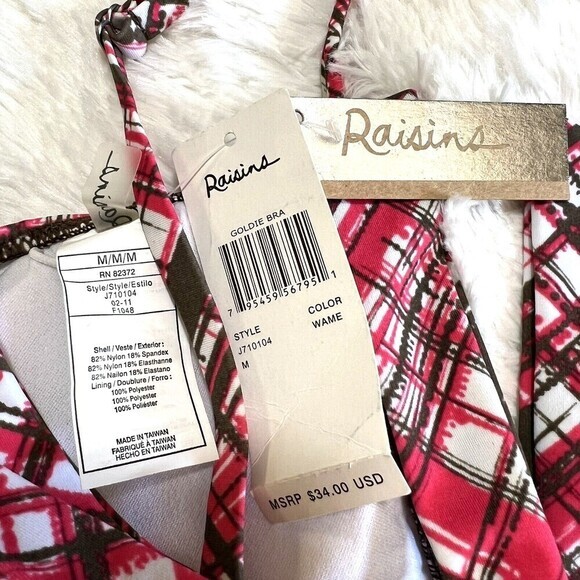 Raisins
Raisins
GOLDIE BRA
7 95459 56795 1
STYLE
J710104
M
COLOR
WAME
MSRP $34.00 USD
M/M/M
RN 82372
Style/Style/Estilo
J710104
02-11
F1048
Shell / Veste / Exterior :
82% Nylon 18% Spandex
82% Nylon 18% Elasthanne
82% Nailon 18% Elastano
Lining / Doublure / Forro :
100% Polyester
100% Polyester
100% Poliéster
MADE IN TAIWAN
FABRIQUÉ À TAIWAN
HECHO EN TAIWAN